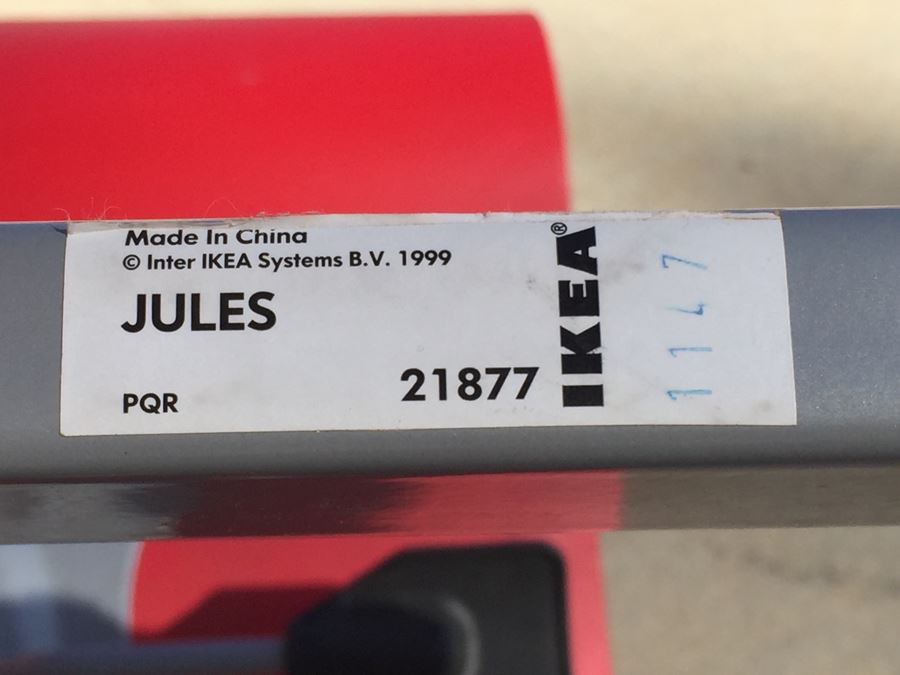 Made In China
© Inter IKEA Systems B.V. 1999
JULES
PQR
21877
IKEA®
1147